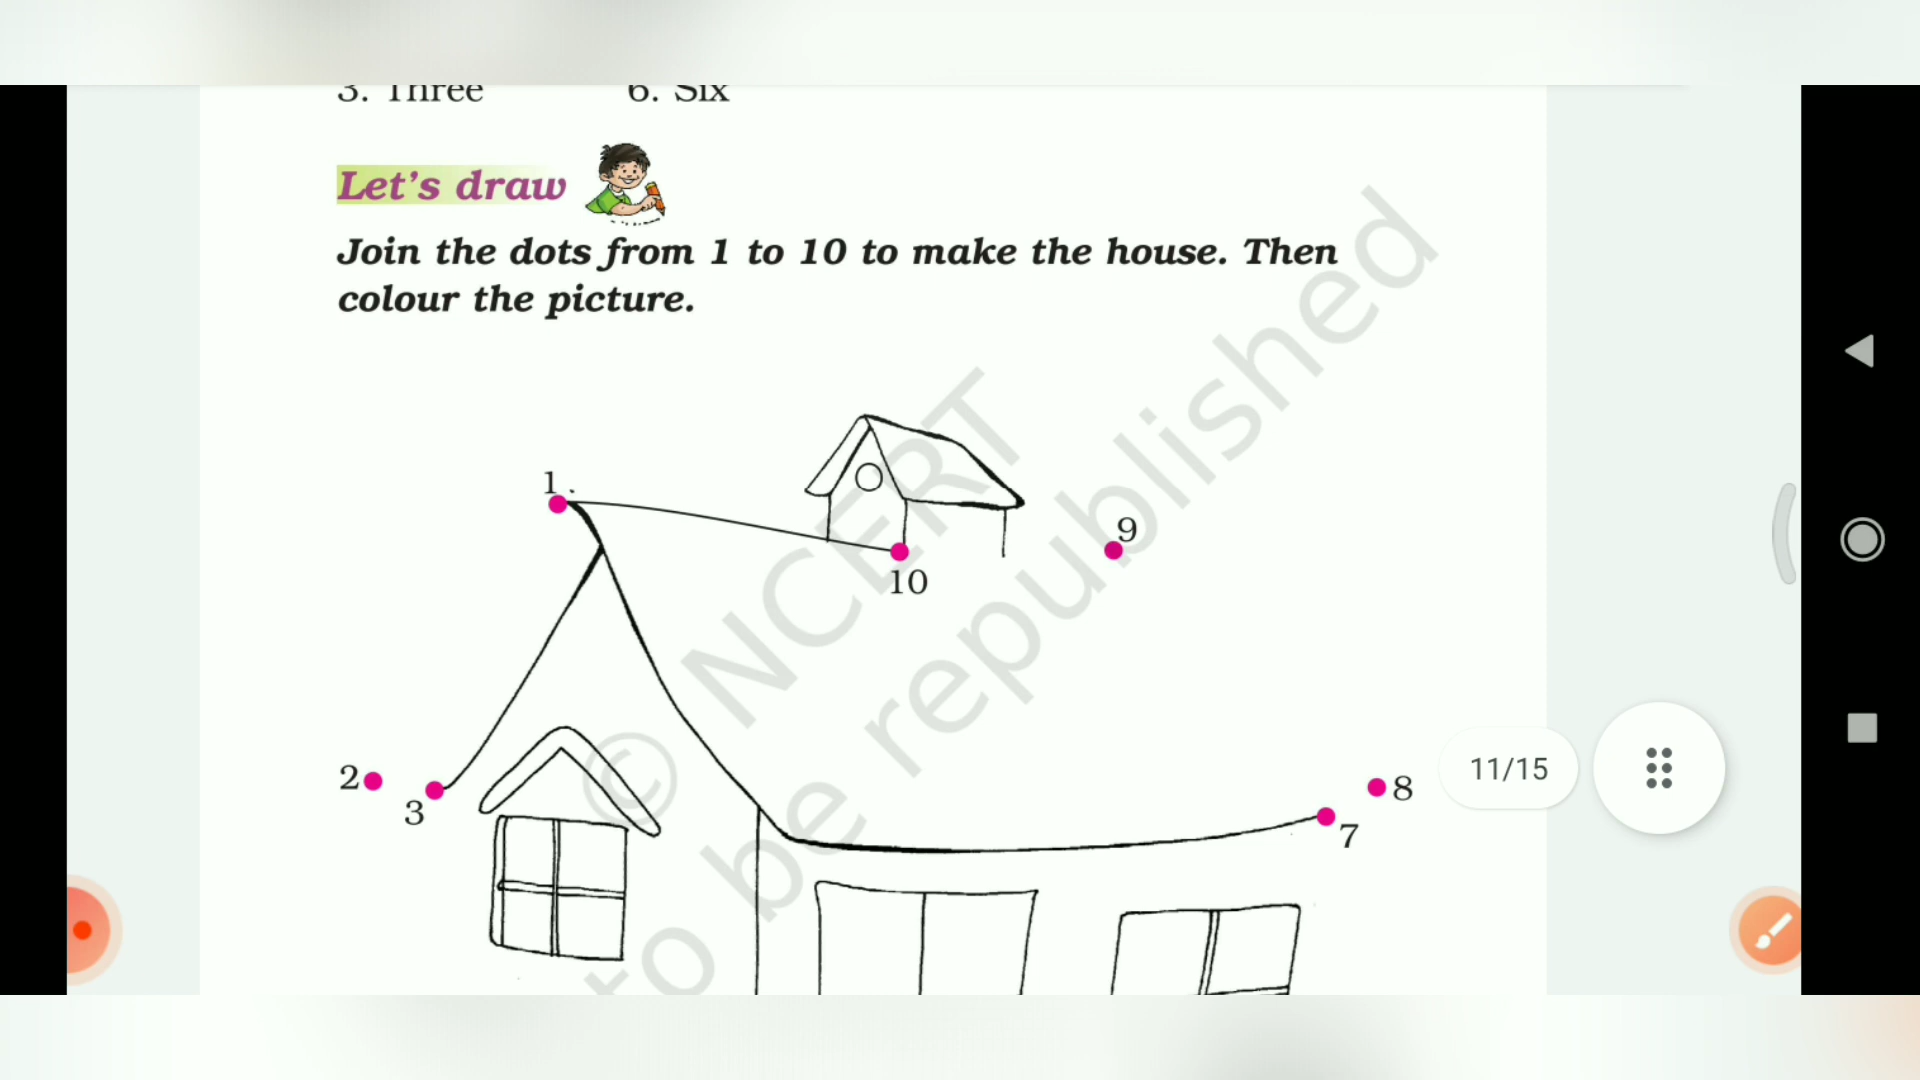 3. Three 6. Six
Let's draw
Join the dots from 1 to 10 to make the house. Then
colour the picture.
1
10
9
2
3
8
7
11/15
© NCERT
to be republished